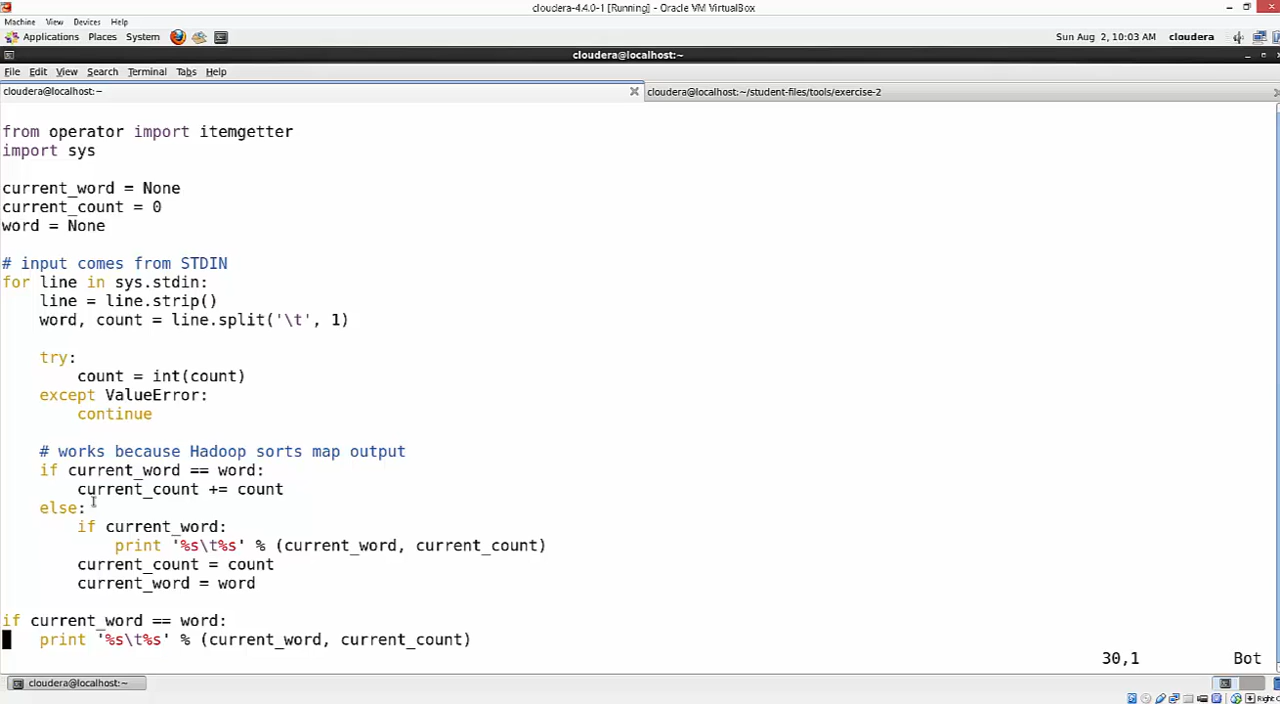 cloudera-4.4.0-1 [Running] - Oracle VM VirtualBox
Machine View Devices Help
Applications Places System Sun Aug 2, 10:03 AM cloudera
cloudera@localhost:~
File Edit View Search Terminal Tabs Help
cloudera@localhost:~ cloudera@localhost:~/student-files/tools/exercise-2
from operator import itemgetter
import sys
current_word = None
current_count = 0
word = None
# input comes from STDIN
for line in sys.stdin:
    line = line.strip()
    word, count = line.split('\t', 1)
    try:
        count = int(count)
    except ValueError:
        continue
    # works because Hadoop sorts map output
    if current_word == word:
        current_count += count
    else:
        if current_word:
            print '%s\t%s' % (current_word, current_count)
        current_count = count
        current_word = word
if current_word == word:
    print '%s\t%s' % (current_word, current_count)
30,1 Bot
cloudera@localhost:~
Right C